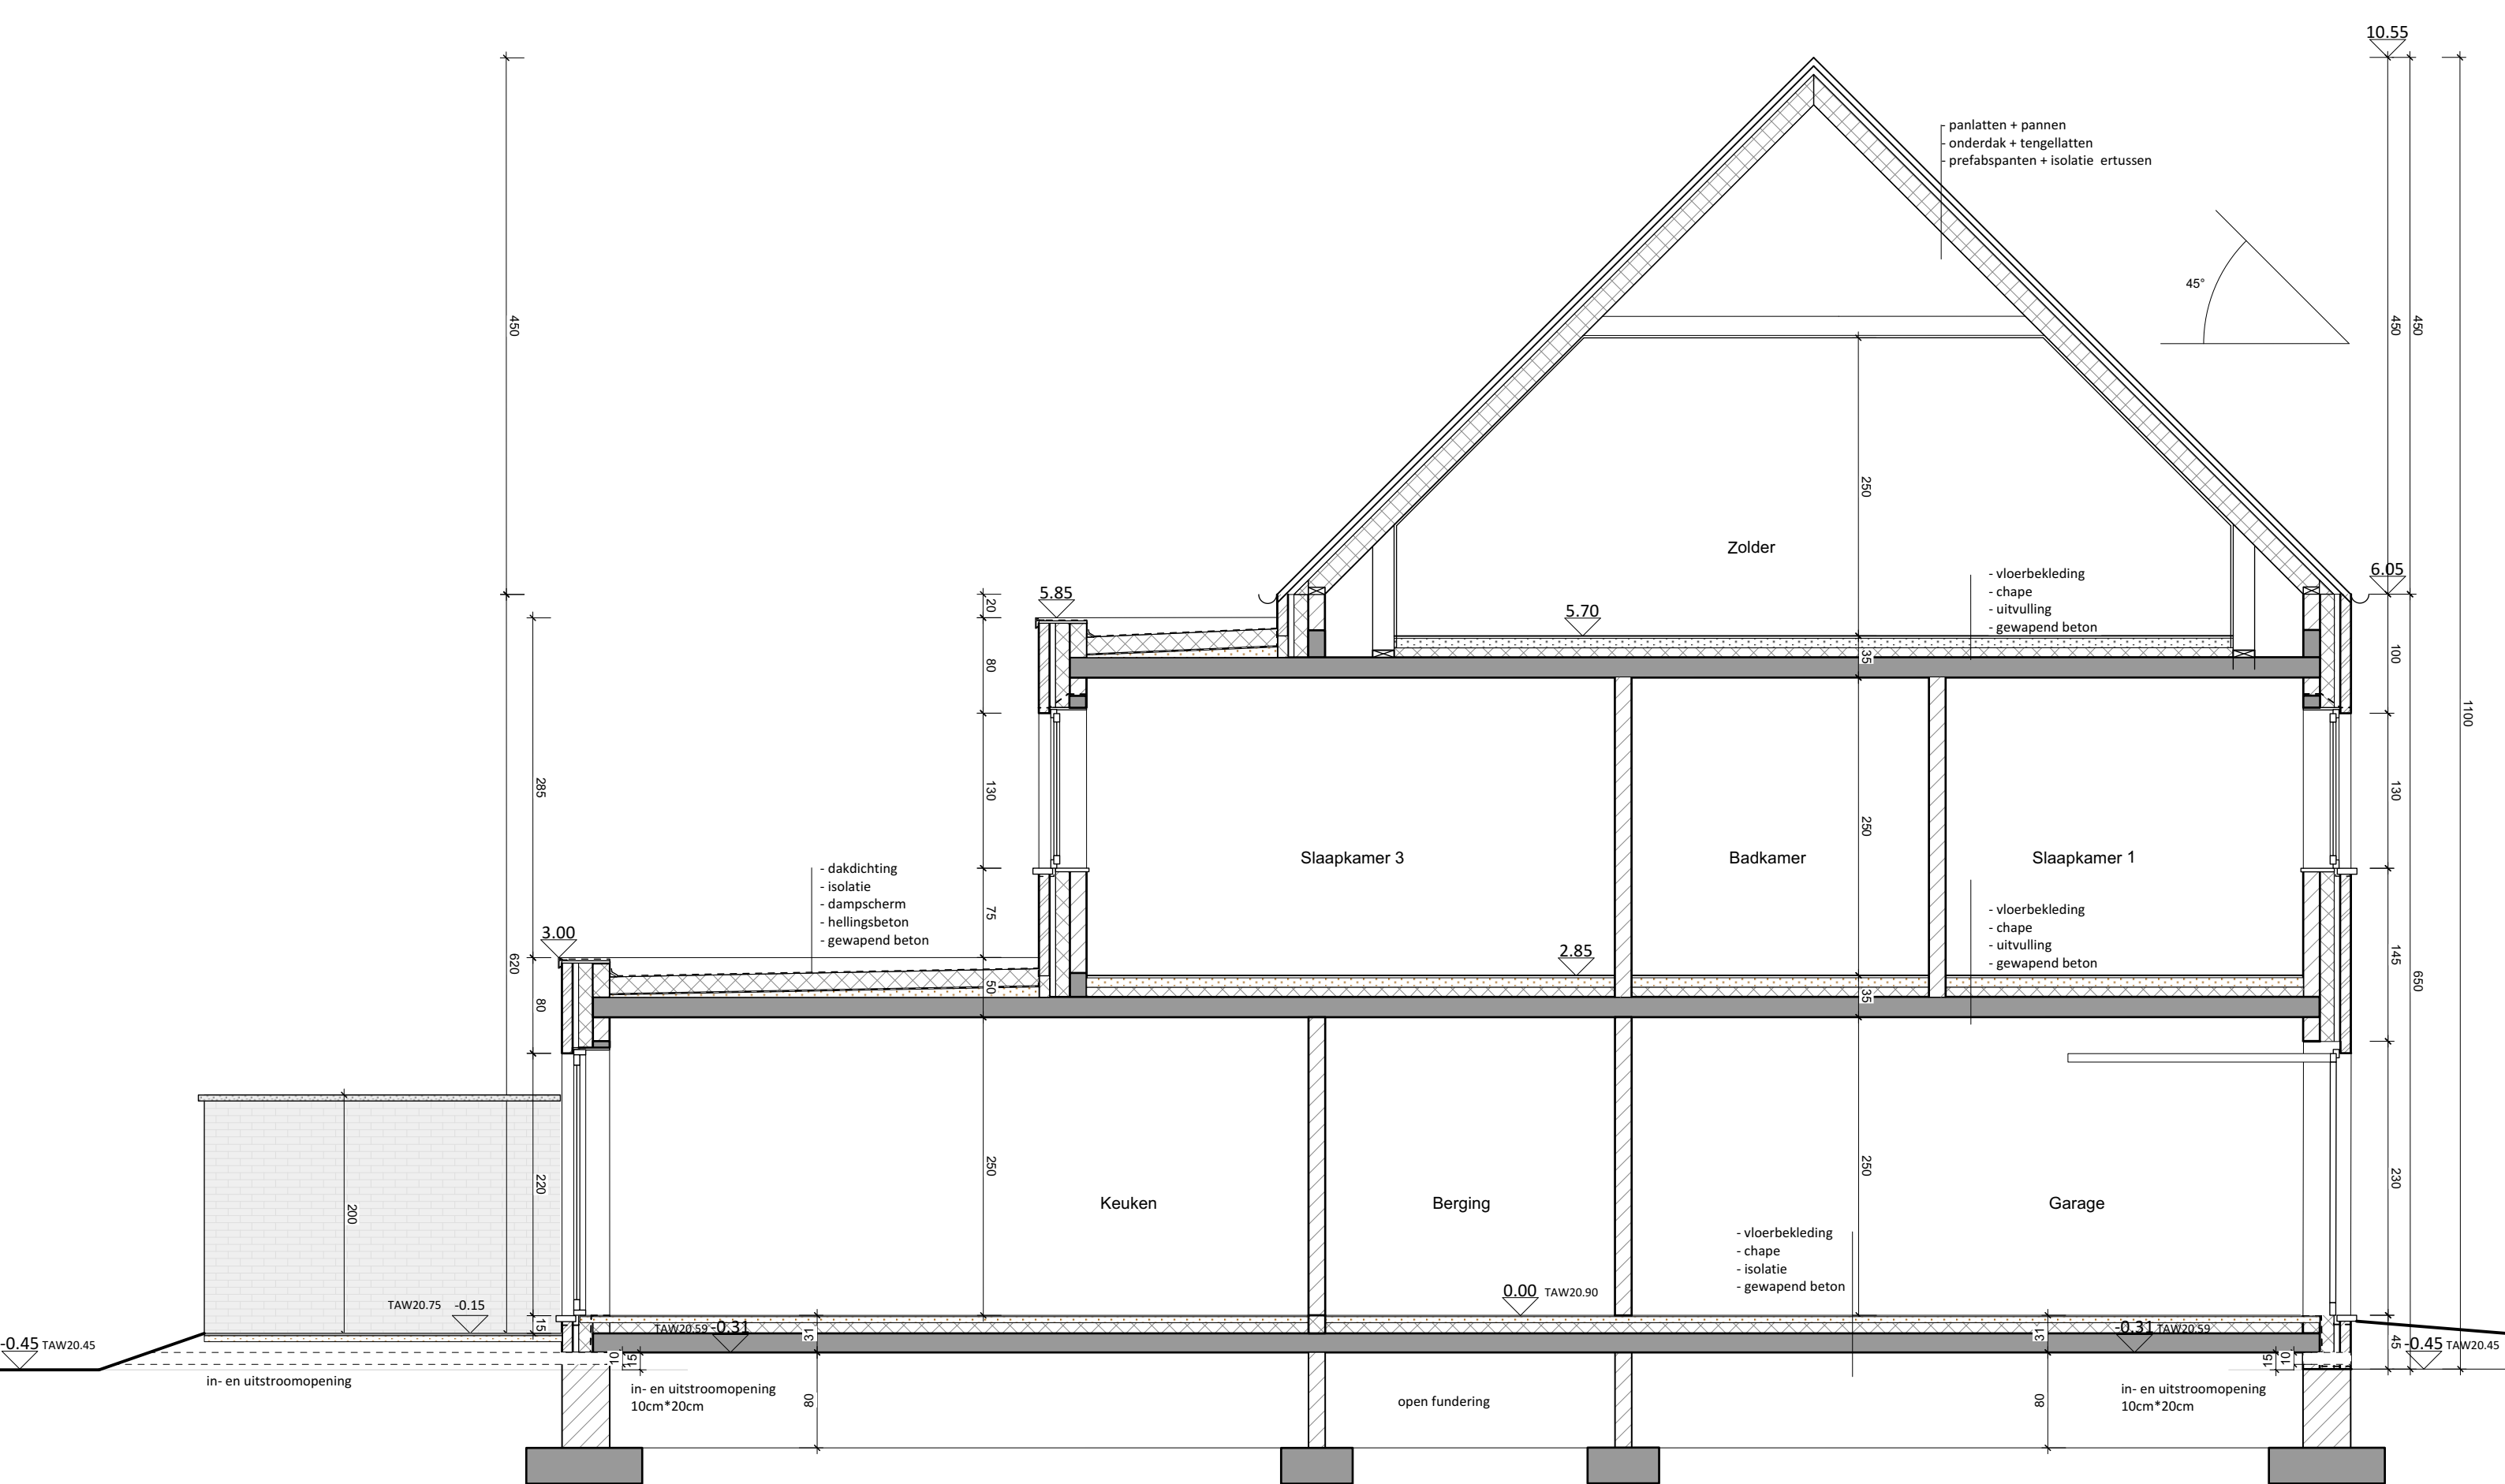 10.55
- panlatten + pannen
- onderdak + tengellatten
- prefabspanten + isolatie  ertussen
45°
450
450
450
250
Zolder
- vloerbekleding
- chape
- uitvulling
- gewapend beton
6.05
5.85
5.70
20
80
35
100
1100
285
130
250
130
Slaapkamer 3
Badkamer
Slaapkamer 1
- dakdichting
- isolatie
- dampscherm
- hellingsbeton
- gewapend beton
75
- vloerbekleding
- chape
- uitvulling
- gewapend beton
3.00
2.85
620
145
650
50
35
80
220
200
250
250
230
Keuken
Berging
Garage
- vloerbekleding
- chape
- isolatie
- gewapend beton
0.00 TAW20.90
TAW20.75 -0.15
15
TAW20.59 -0.31
31
31
-0.31 TAW20.59
-0.45 TAW20.45
45
-0.45 TAW20.45
10
15
15
10
in- en uitstroomopening
in- en uitstroomopening
10cm*20cm
80
open fundering
80
in- en uitstroomopening
10cm*20cm